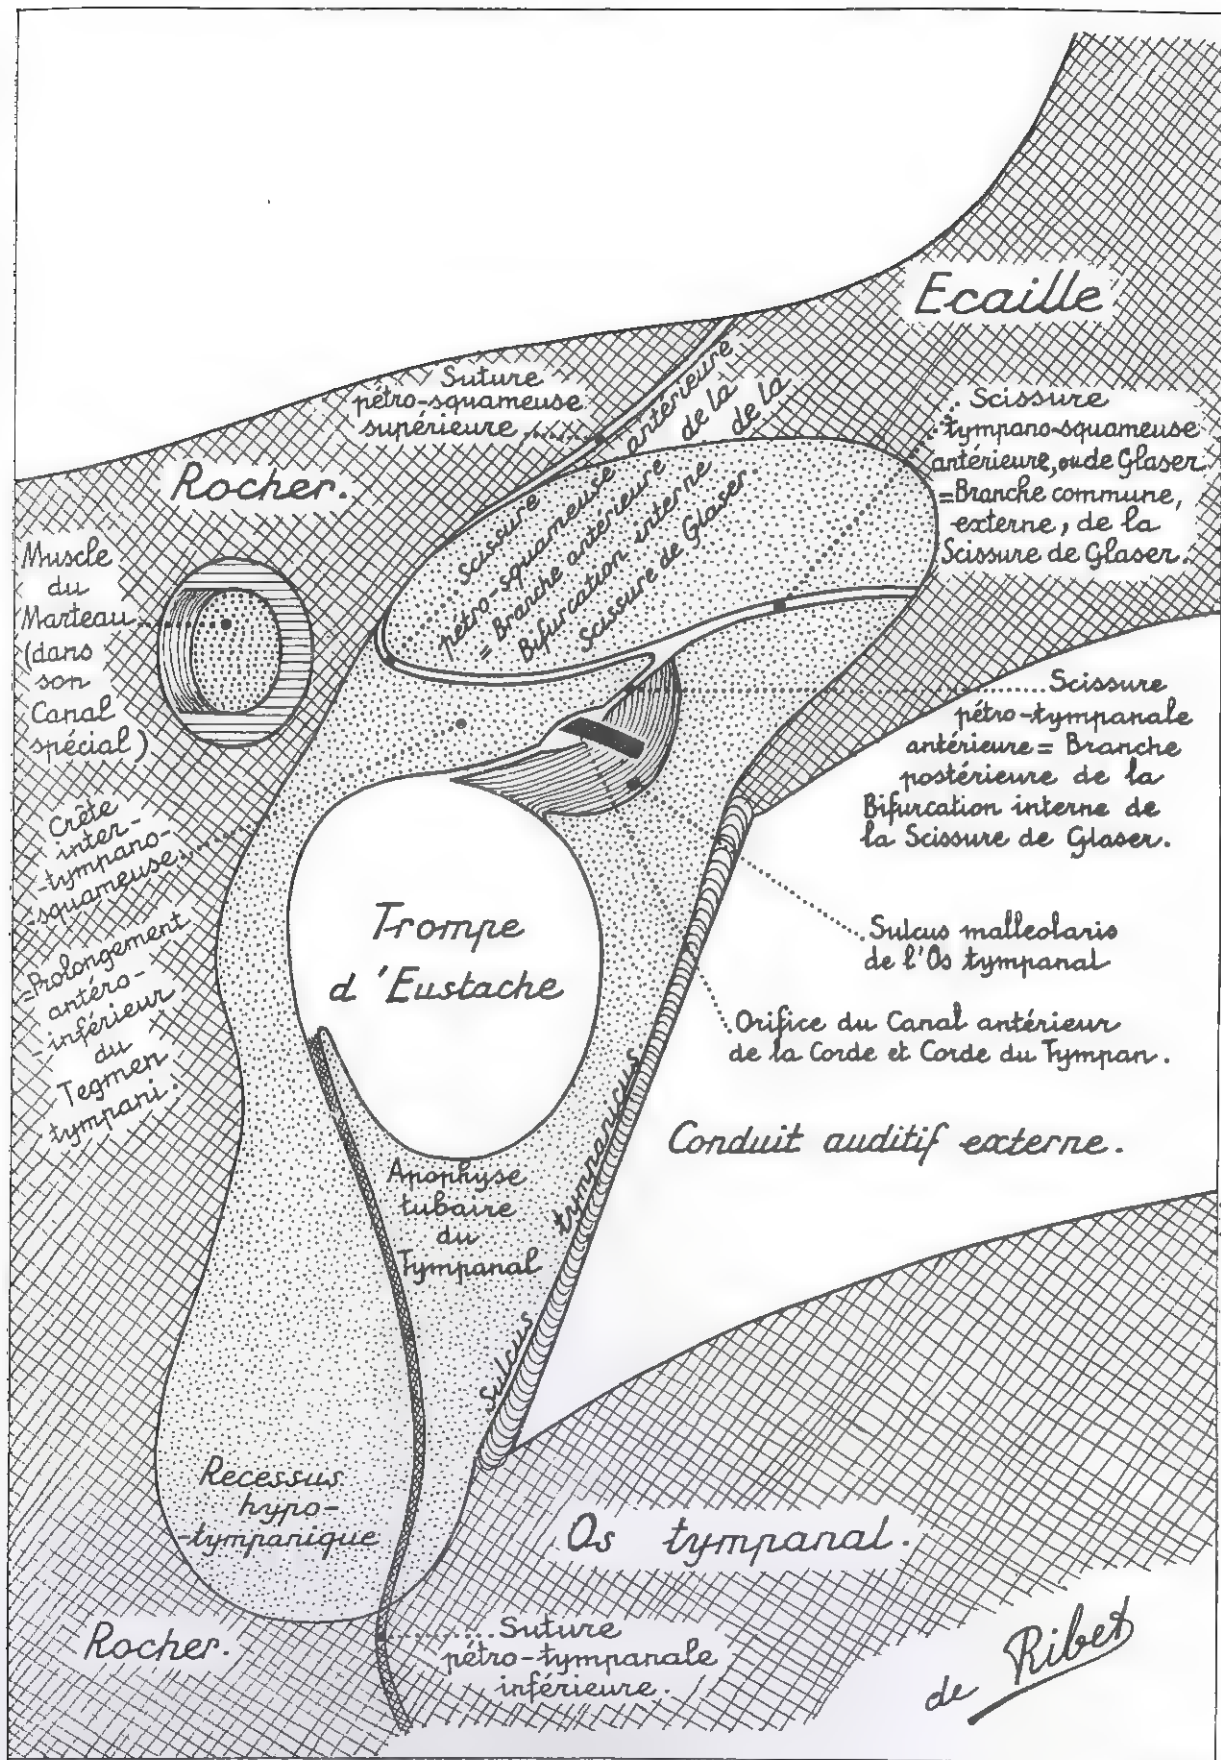 Ecaille
Suture
pétro-squameuse
supérieure
Scissure
pétro-squameuse antérieure
= Branche antérieure de la
Bifurcation interne de la
Scissure de Glaser.
Scissure
tympano-squameuse
antérieure, ou de Glaser
=Branche commune,
externe, de la
Scissure de Glaser.
Rocher.
Muscle
du
Marteau
(dans
son
Canal
spécial)
Scissure
pétro-tympanale
antérieure = Branche
postérieure de la
Bifurcation interne de
la Scissure de Glaser.
Crête
inter-
-tympano-
-squameuse
=Prolongement
antéro-
-inférieur
du
Tegmen
tympani.
Trompe
d'Eustache
Sulcus malleolaris
de l'Os tympanal
Orifice du Canal antérieur
de la Corde et Corde du Tympan.
Conduit auditif externe.
Apophyse
tubaire
du
Tympanal
Sulcus tympanicus.
Recessus
hypo-
-tympanique
Os tympanal.
Rocher.
Suture
pétro-tympanale
inférieure.
de Ribet